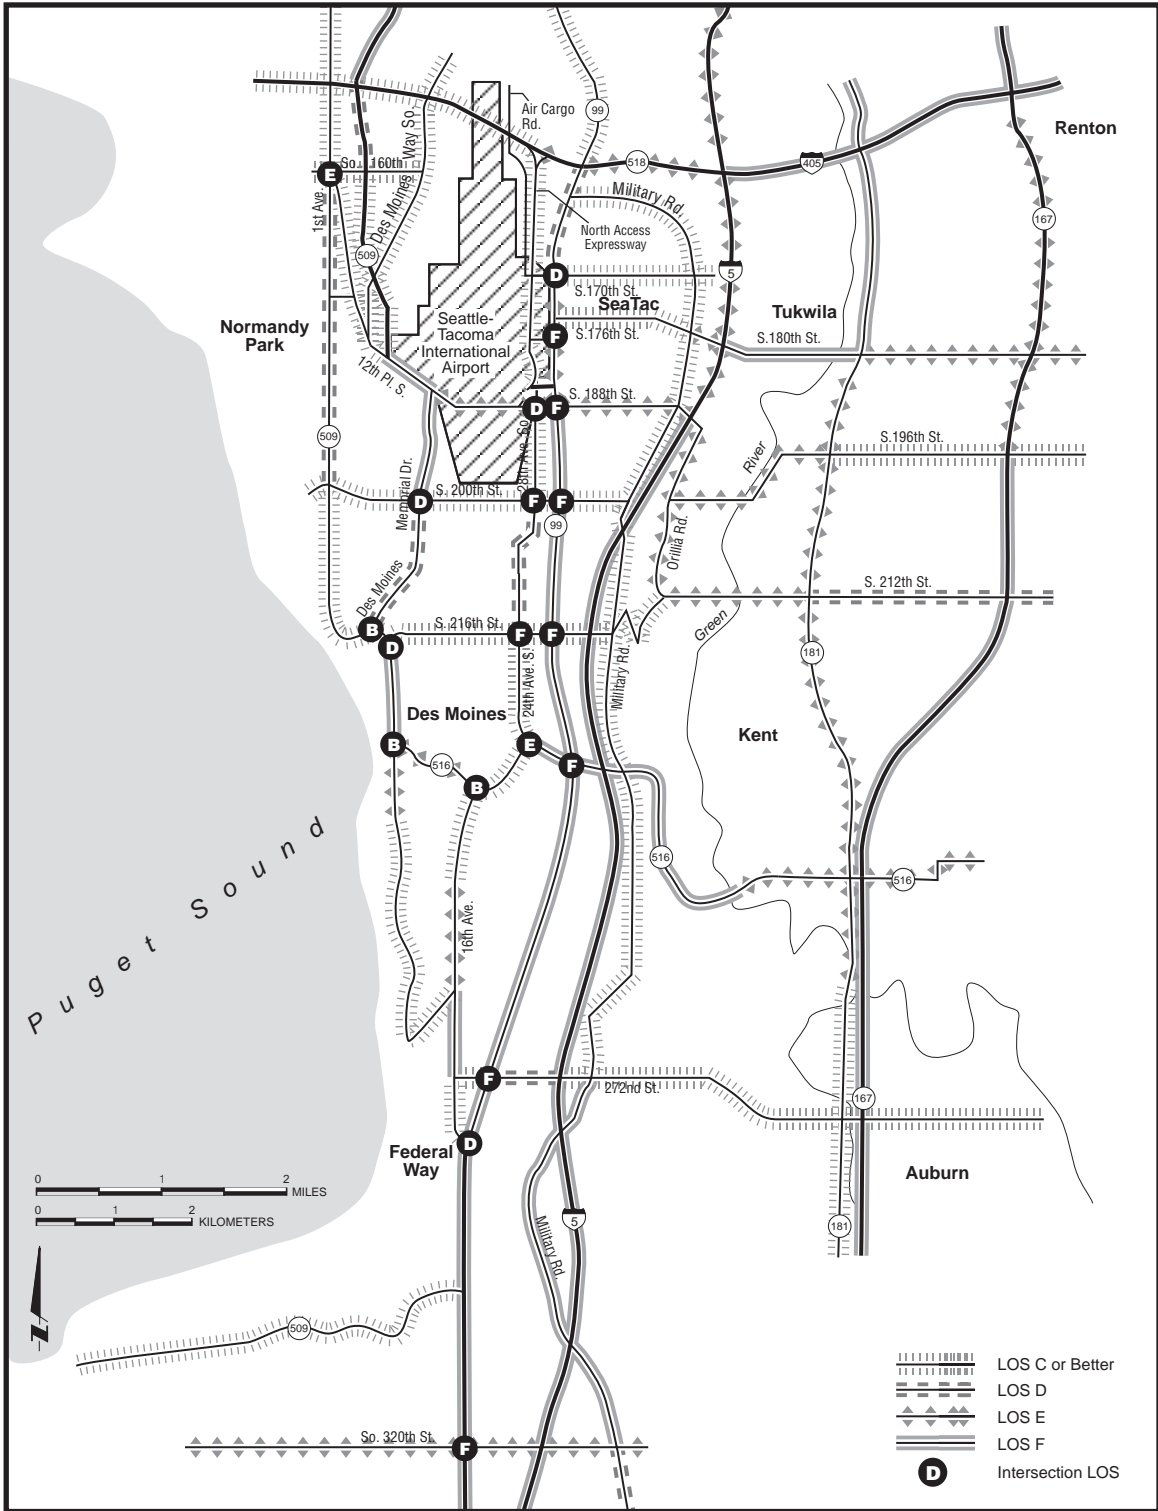 Air Cargo
Rd.
99
Renton
So. 160th
518
405
E
Way So.
Des Moines
1st Ave.
Military Rd.
167
North Access
Expressway
509
D
5
S.170th St.
SeaTac
Tukwila
Normandy
Park
Seattle-
Tacoma
International
Airport
F
S.176th St.
S.180th St.
12th Pl. S.
S. 188th St.
D
F
509
28th Ave. So.
S.196th St.
River
Memorial Dr.
D
S. 200th St.
F
F
99
Orillia Rd.
Des Moines
S. 212th St.
Green
B
S. 216th St.
F
F
D
181
24th Ave. S.
Military Rd.
Des Moines
Kent
B
516
E
F
B
516
516
16th Ave.
Puget Sound
F
272nd St.
167
D
Federal
Way
Auburn
0 1 2
MILES
0 1 2
KILOMETERS
181
5
Military Rd.
N
509
So. 320th St.
F
LOS C or Better
LOS D
LOS E
LOS F
D Intersection LOS